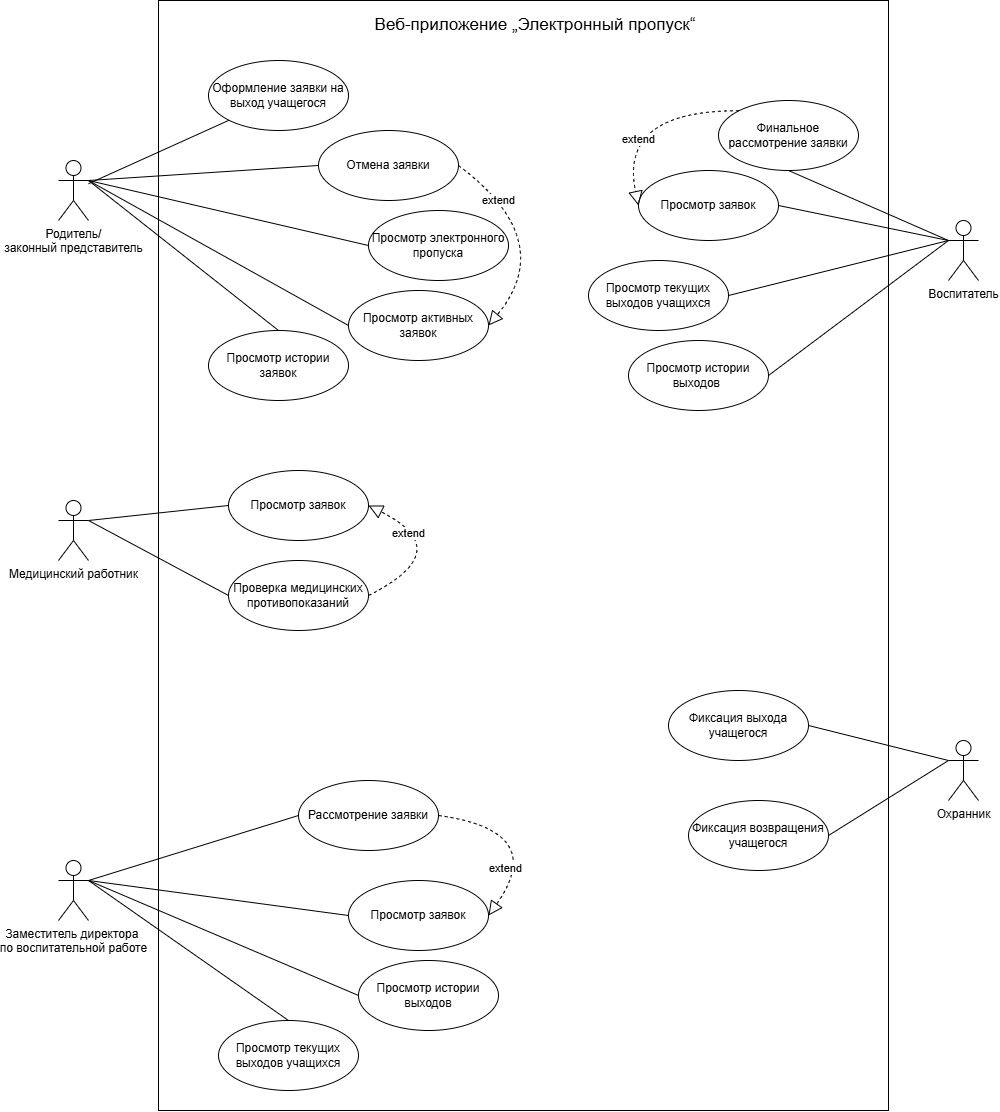 Веб-приложение „Электронный пропуск“
Оформление заявки на
выход учащегося
Отмена заявки
extend
Просмотр электронного
пропуска
Просмотр активных
заявок
Просмотр истории
заявок
Родитель/
законный представитель
Финальное
рассмотрение заявки
extend
Просмотр заявок
Просмотр текущих
выходов учащихся
Просмотр истории
выходов
Воспитатель
Просмотр заявок
extend
Проверка медицинских
противопоказаний
Медицинский работник
Фиксация выхода
учащегося
Фиксация возвращения
учащегося
Охранник
Рассмотрение заявки
extend
Просмотр заявок
Просмотр истории
выходов
Просмотр текущих
выходов учащихся
Заместитель директора
по воспитательной работе